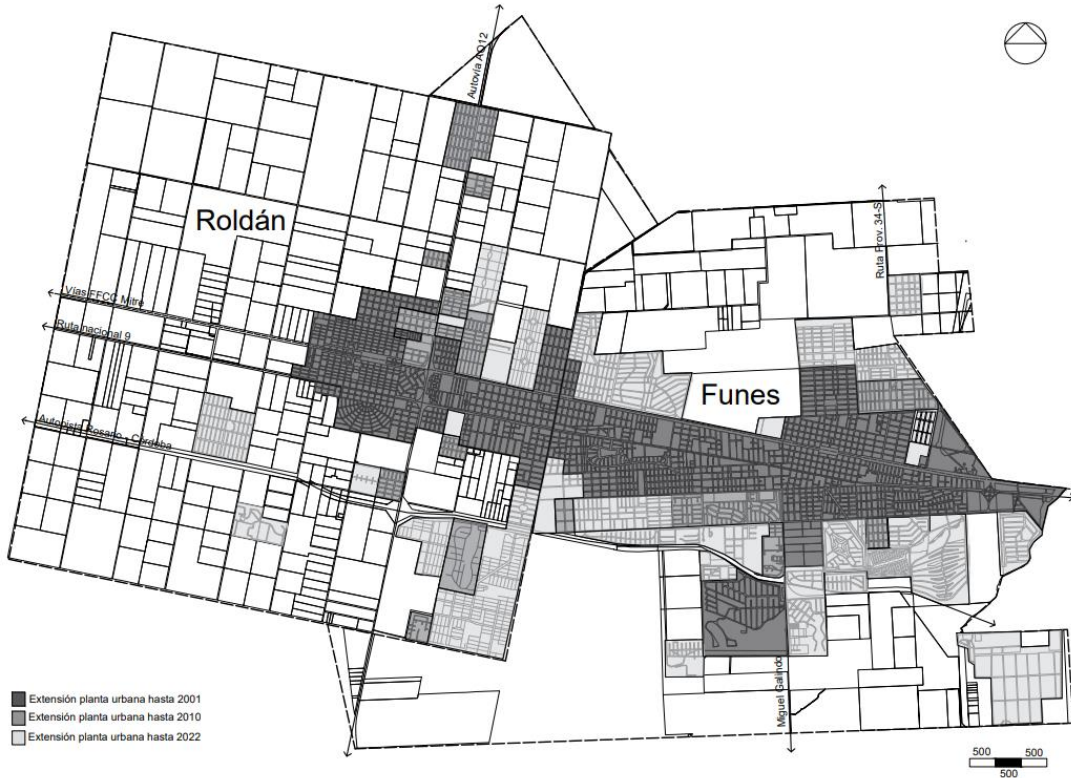 Autovía AO12
Roldán
Ruta Prov. 34-S
Vías FFCC Mitre
Ruta nacional 9
Funes
Autopista Rosario - Córdoba
Miguel Galindo
Extensión planta urbana hasta 2001
Extensión planta urbana hasta 2010
Extensión planta urbana hasta 2022
500 500
500